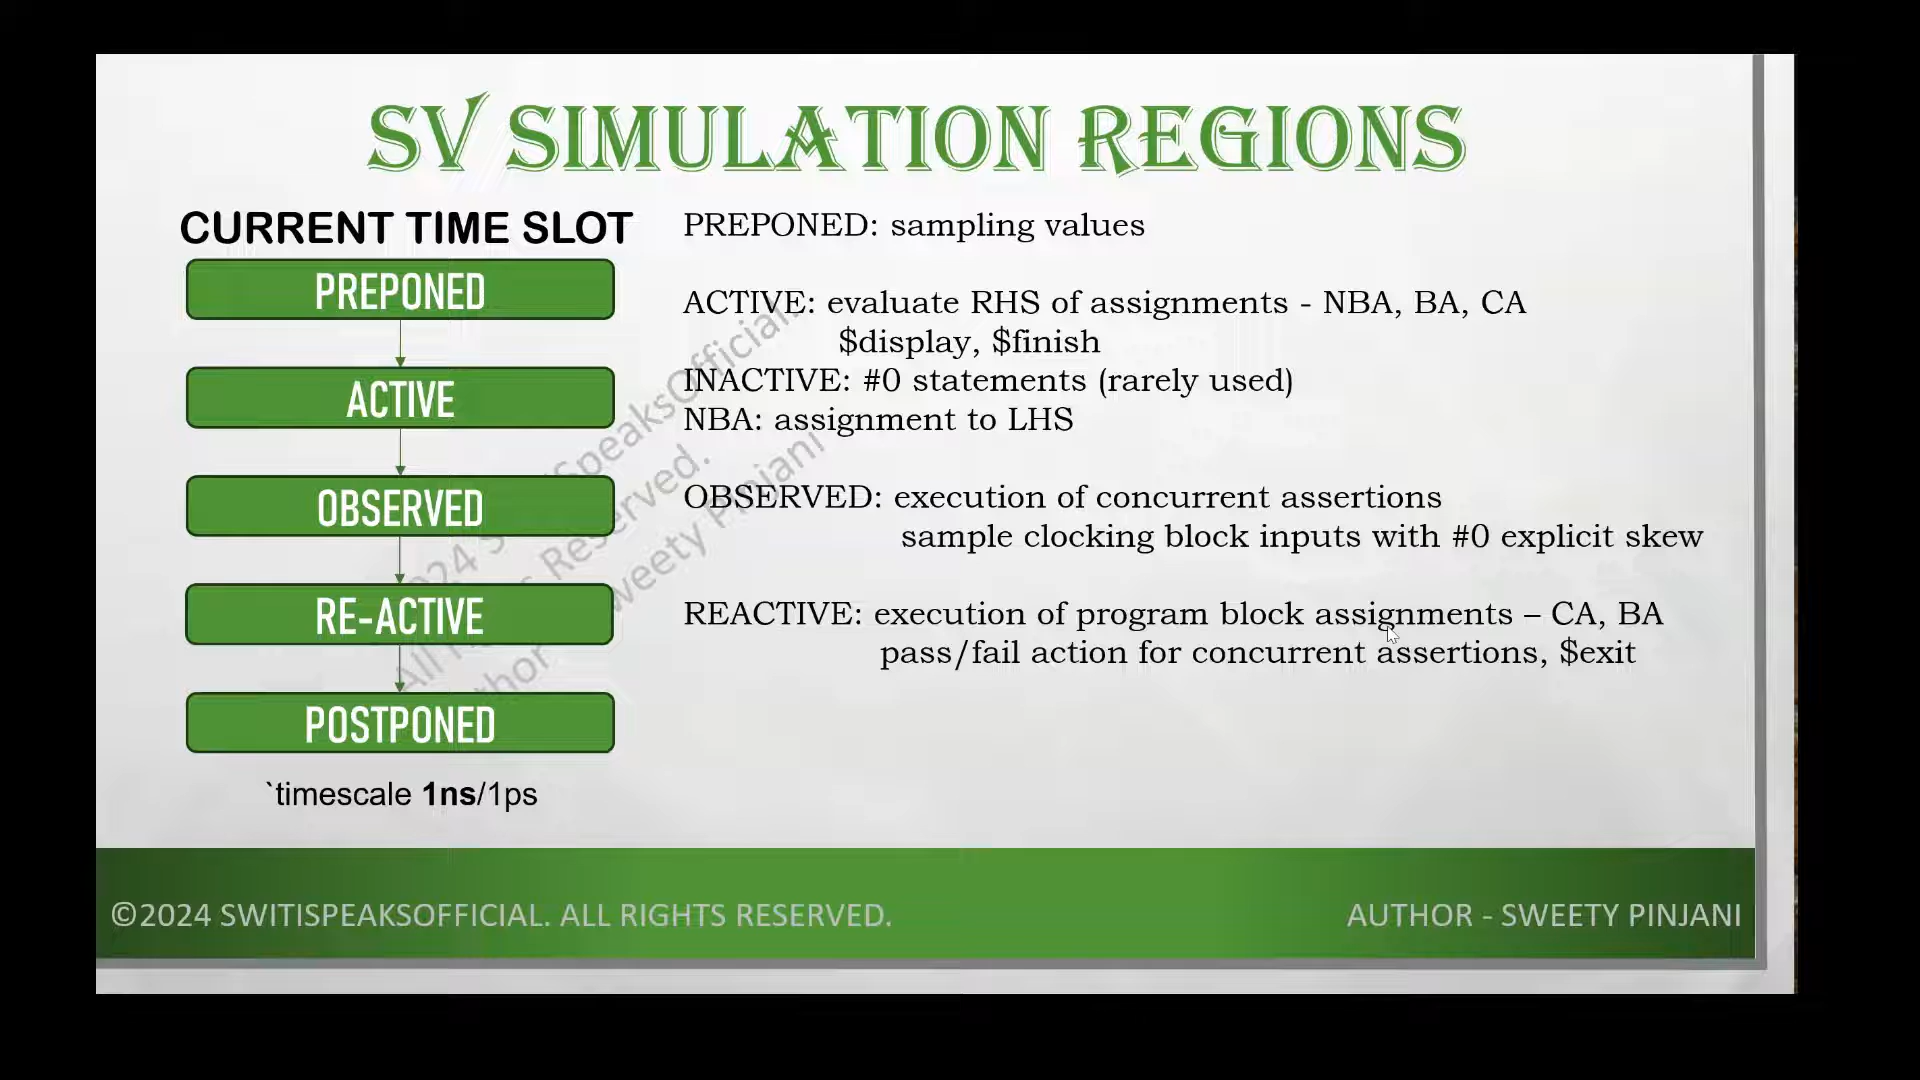 SV SIMULATION REGIONS
CURRENT TIME SLOT
PREPONED
ACTIVE
OBSERVED
RE-ACTIVE
POSTPONED
`timescale 1ns/1ps
PREPONED: sampling values
ACTIVE: evaluate RHS of assignments - NBA, BA, CA
$display, $finish
INACTIVE: #0 statements (rarely used)
NBA: assignment to LHS
OBSERVED: execution of concurrent assertions
sample clocking block inputs with #0 explicit skew
REACTIVE: execution of program block assignments – CA, BA
pass/fail action for concurrent assertions, $exit
©2024 SWITISPEAKSOFFICIAL. ALL RIGHTS RESERVED.
AUTHOR - SWEETY PINJANI